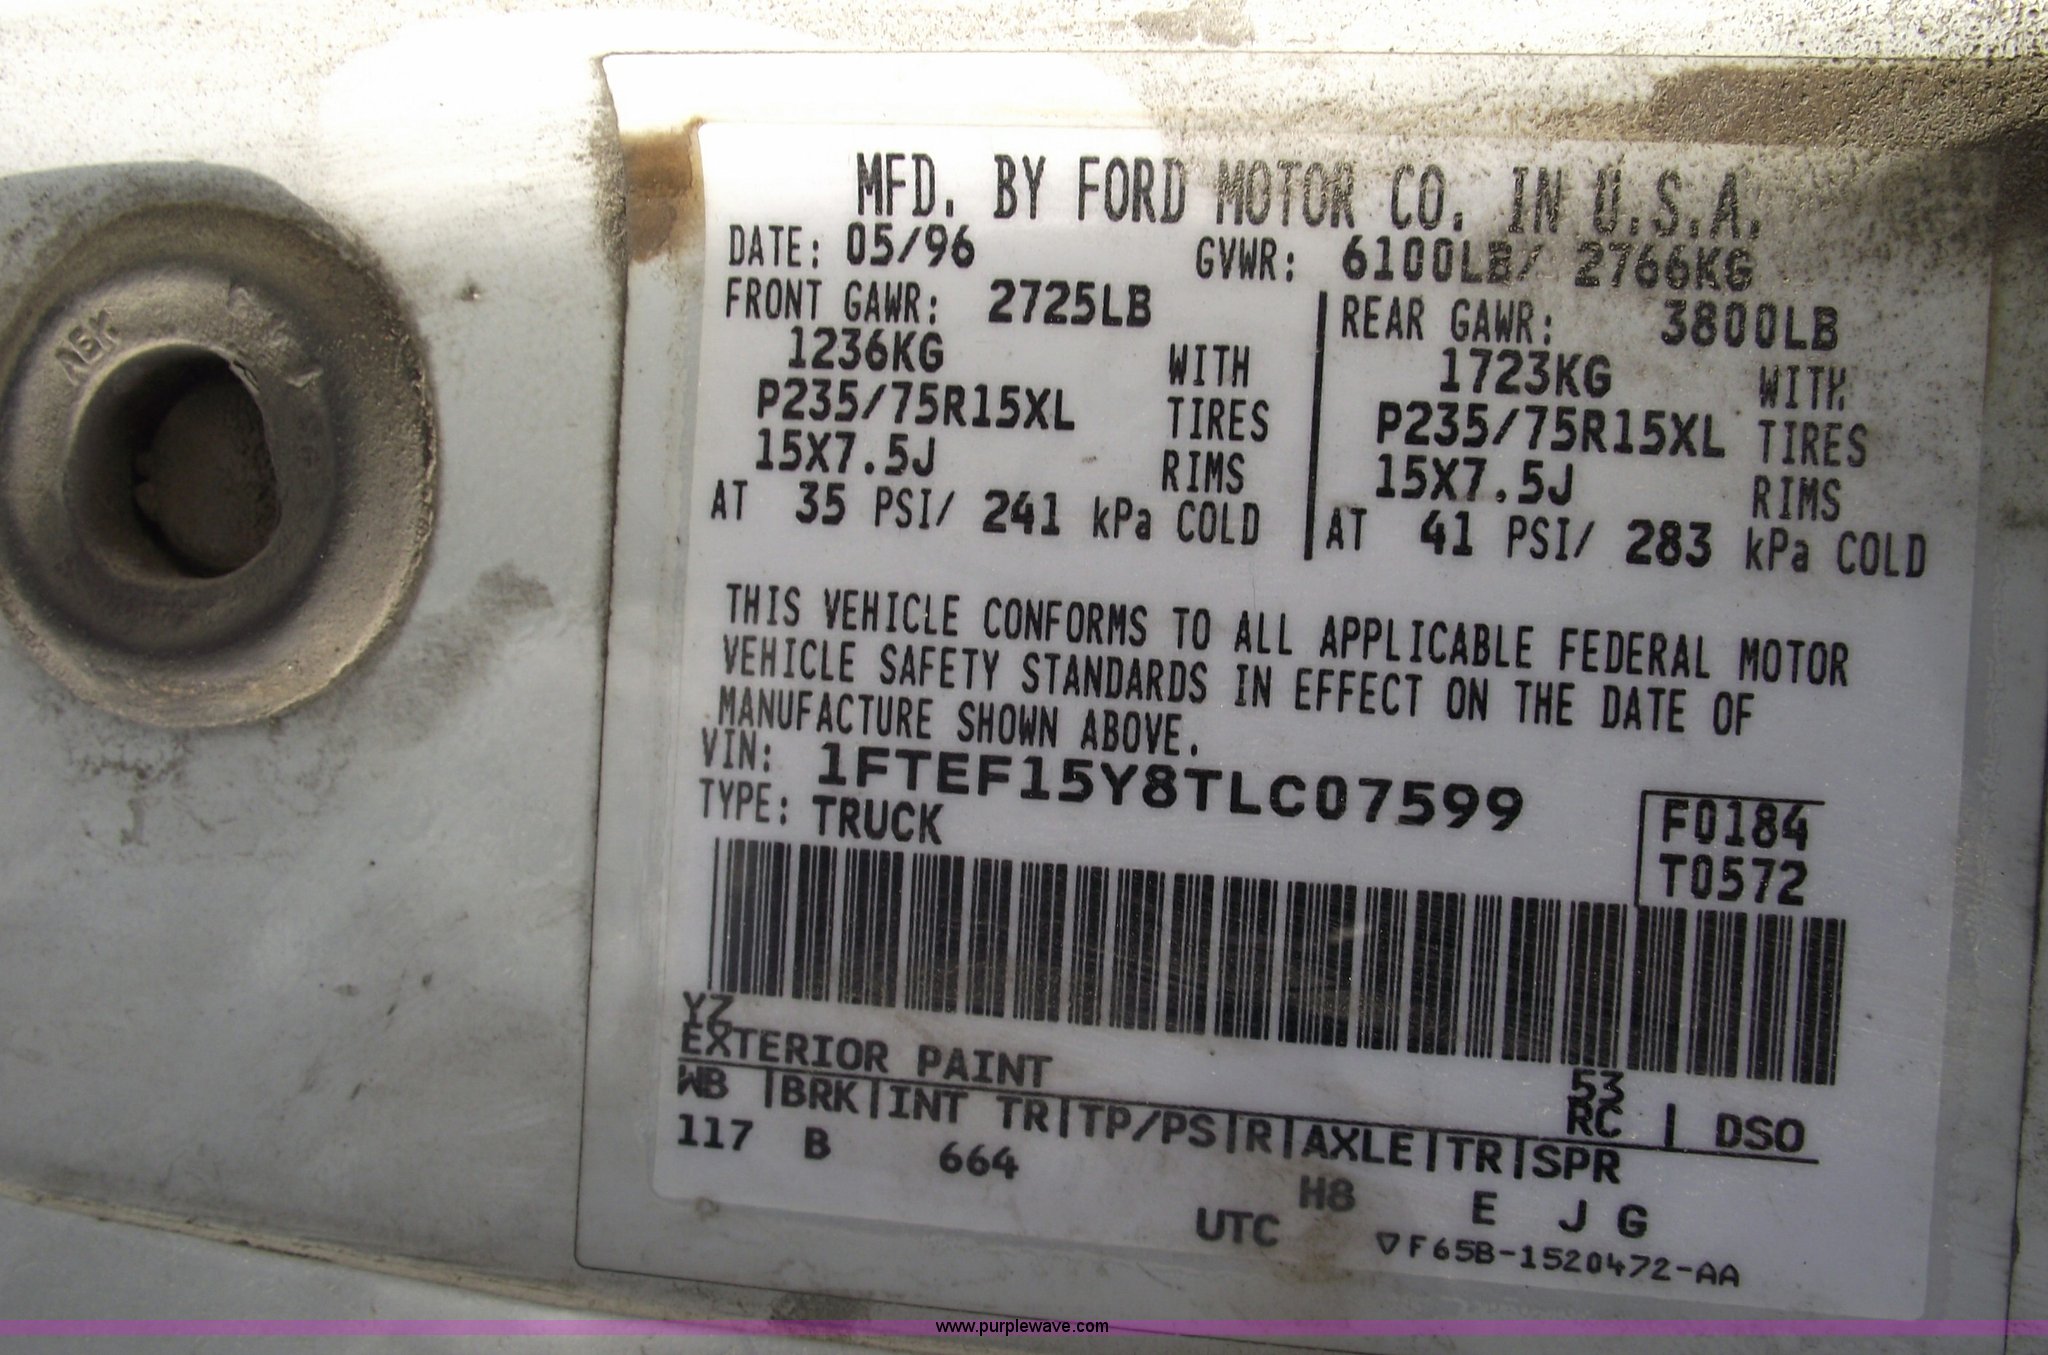 MFD. BY FORD MOTOR CO. IN U.S.A.
DATE: 05/96 GVWR: 6100LB/ 2766KG
FRONT GAWR: 2725LB
1236KG WITH
P235/75R15XL TIRES
15X7.5J RIMS
AT 35 PSI/ 241 kPa COLD
REAR GAWR: 3800LB
1723KG WITH
P235/75R15XL TIRES
15X7.5J RIMS
AT 41 PSI/ 283 kPa COLD
THIS VEHICLE CONFORMS TO ALL APPLICABLE FEDERAL MOTOR
VEHICLE SAFETY STANDARDS IN EFFECT ON THE DATE OF
MANUFACTURE SHOWN ABOVE.
VIN: 1FTEF15Y8TLC07599
TYPE: TRUCK
F0184
T0572
YZ
EXTERIOR PAINT
53
RC | DSO
WB |BRK|INT TR|TP/PS|R|AXLE|TR|SPR
117 B 664 H8 E J G
UTC
▽F65B-1520472-AA
www.purplewave.com